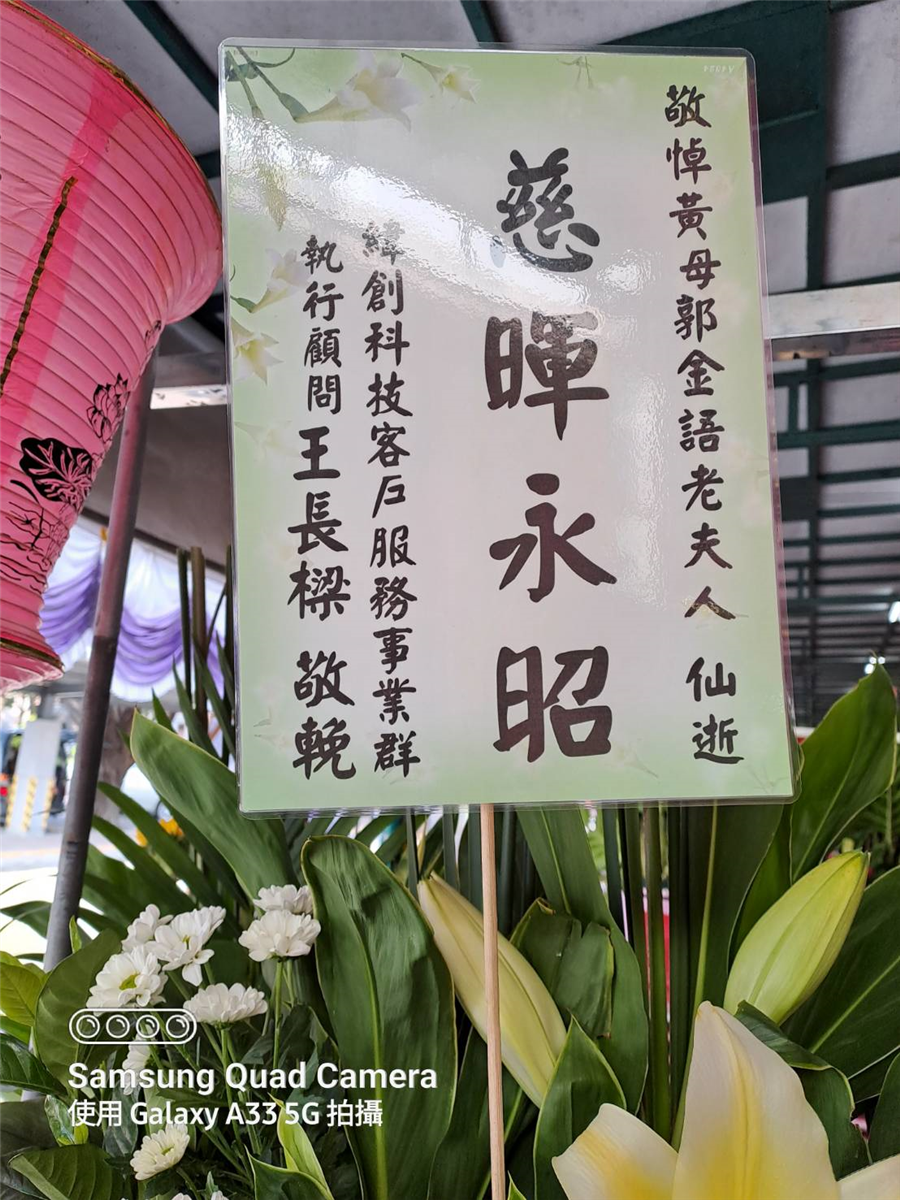 敬悼黃母郭金語老夫人 仙逝
慈暉永昭
緯創科技客戶服務事業群
執行顧問 王長樑 敬輓
Samsung Quad Camera
使用 Galaxy A33 5G 拍攝